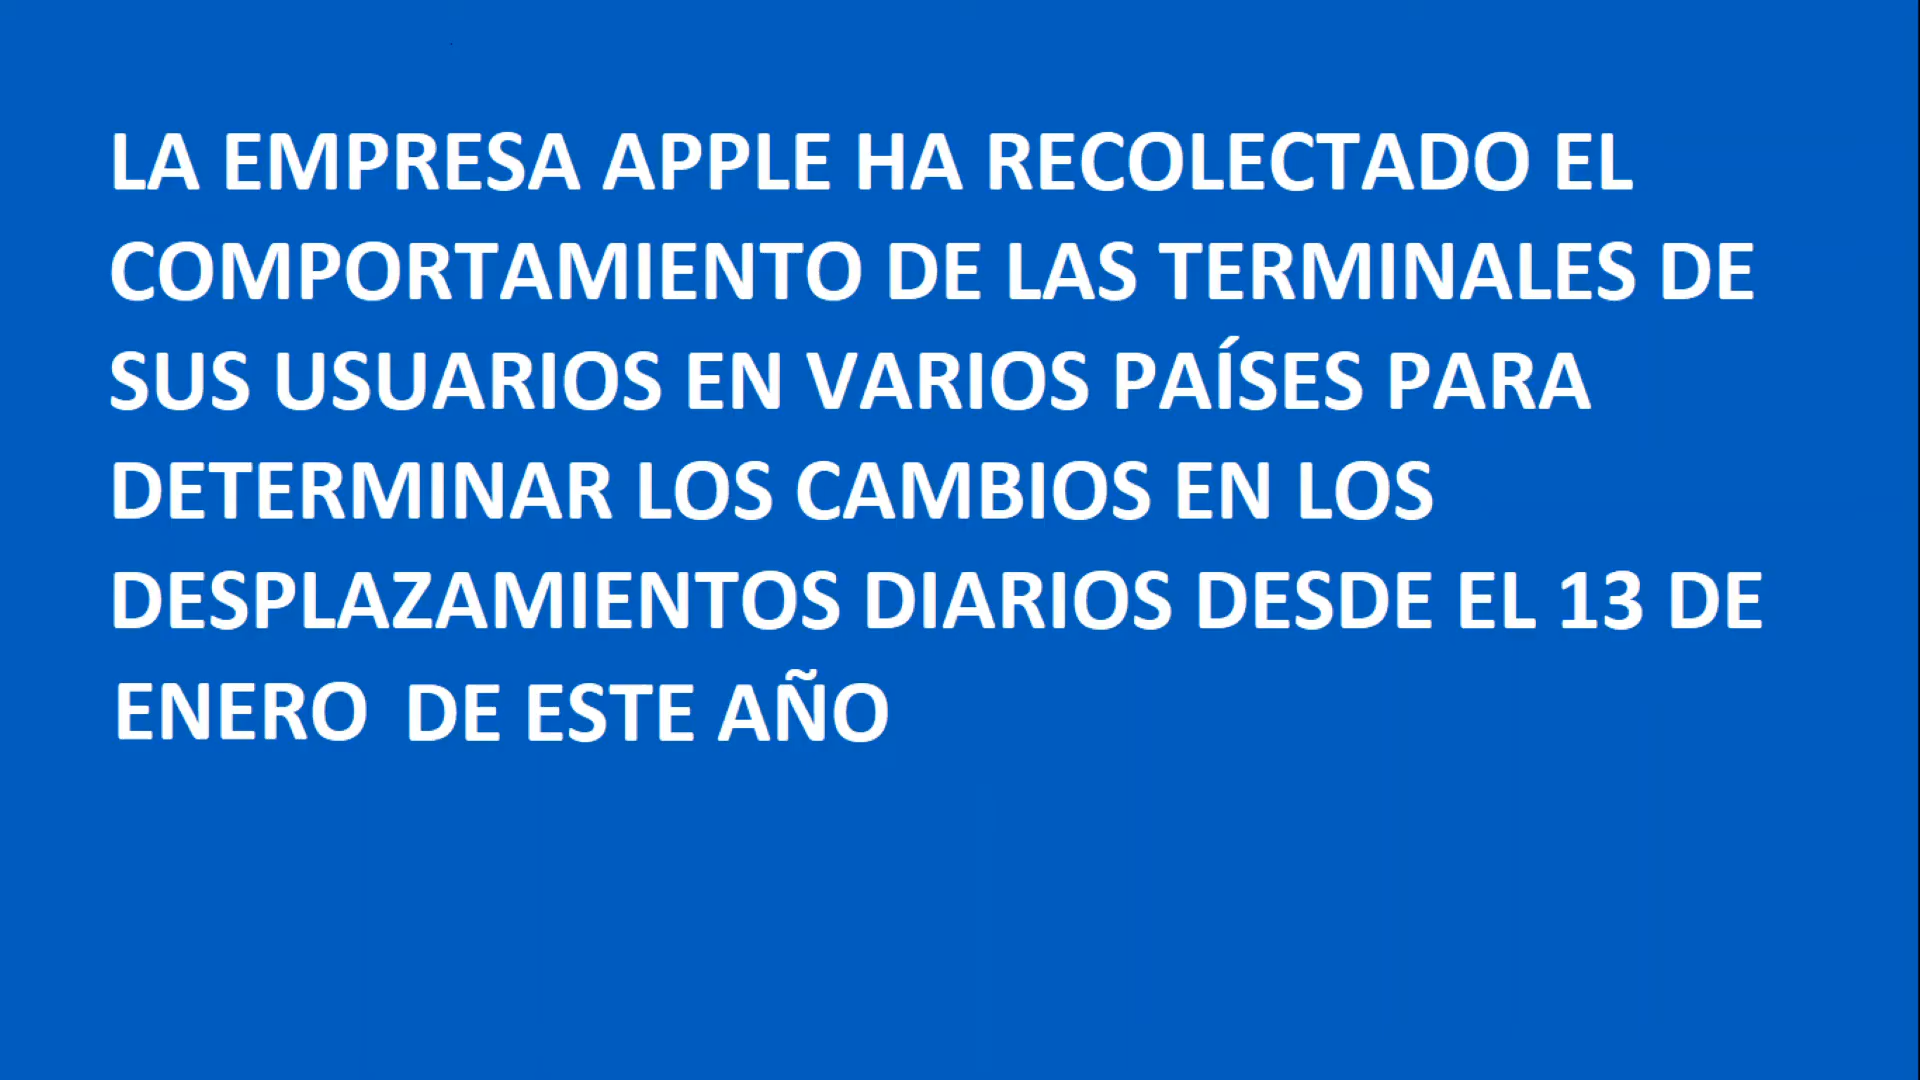 LA EMPRESA APPLE HA RECOLECTADO EL
COMPORTAMIENTO DE LAS TERMINALES DE
SUS USUARIOS EN VARIOS PAÍSES PARA
DETERMINAR LOS CAMBIOS EN LOS
DESPLAZAMIENTOS DIARIOS DESDE EL 13 DE
ENERO DE ESTE AÑO